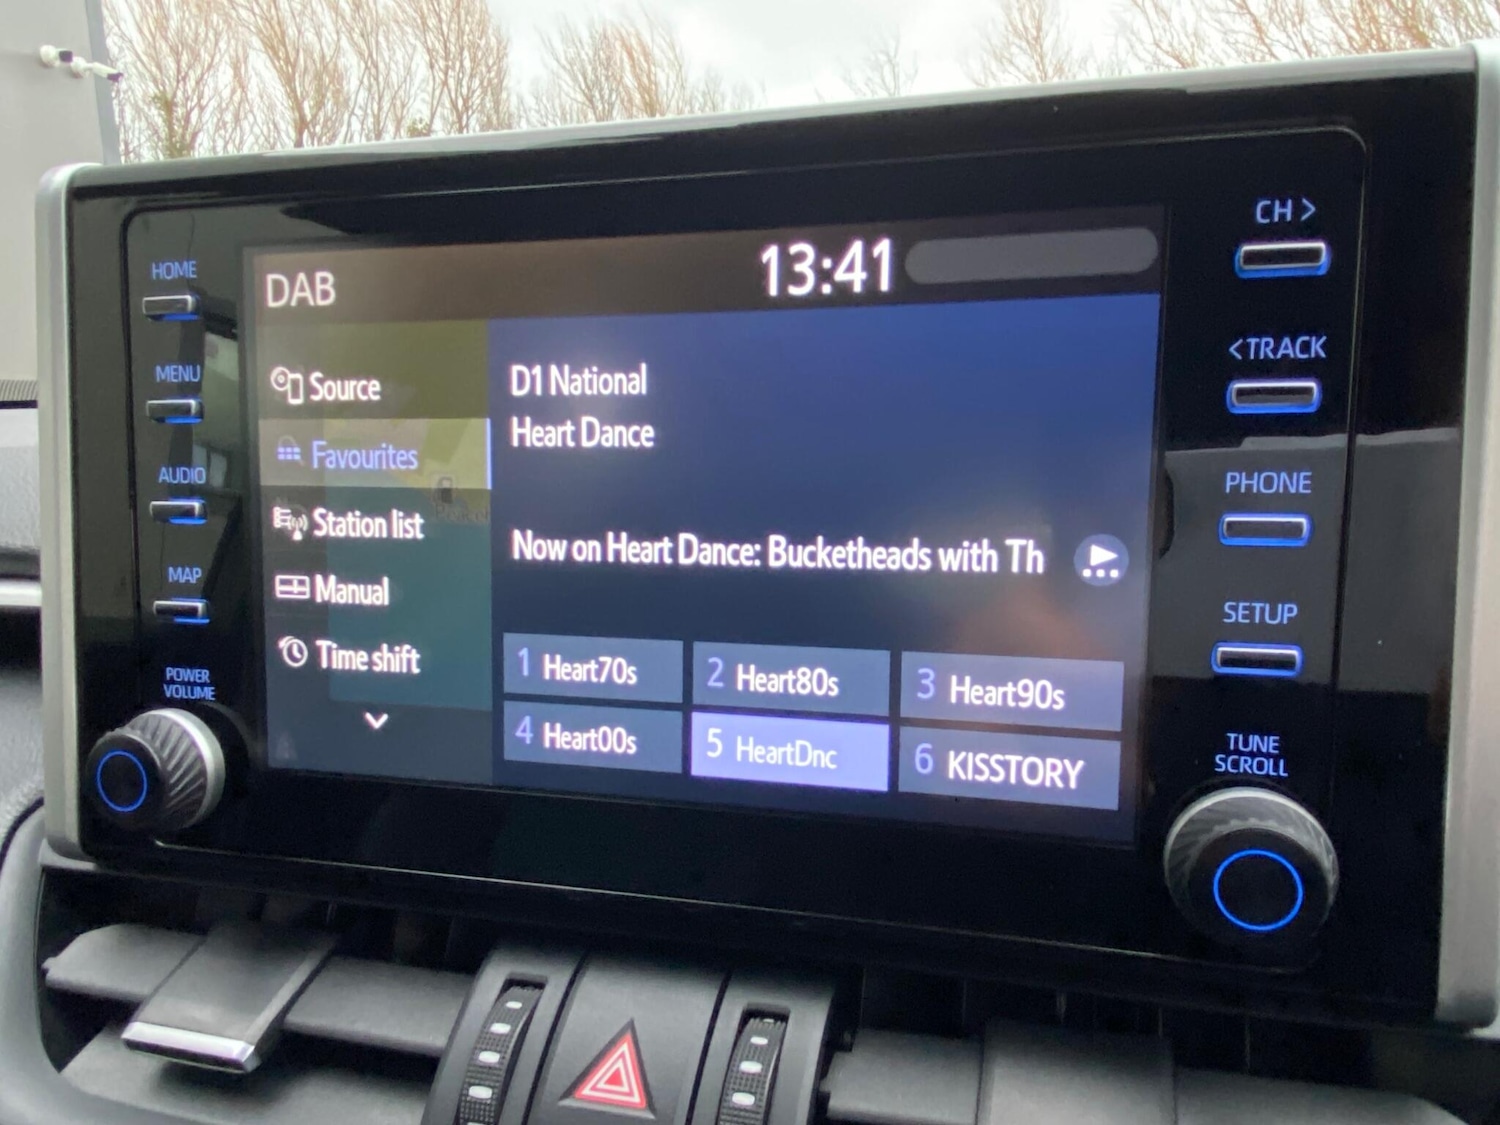 HOME
MENU
AUDIO
MAP
POWER
VOLUME
DAB
13:41
Source
Favourites
Station list
Manual
Time shift
D1 National
Heart Dance
Now on Heart Dance: Bucketheads with Th
1 Heart70s
2 Heart80s
3 Heart90s
4 Heart00s
5 HeartDnc
6 KISSTORY
CH >
<TRACK
PHONE
SETUP
TUNE
SCROLL